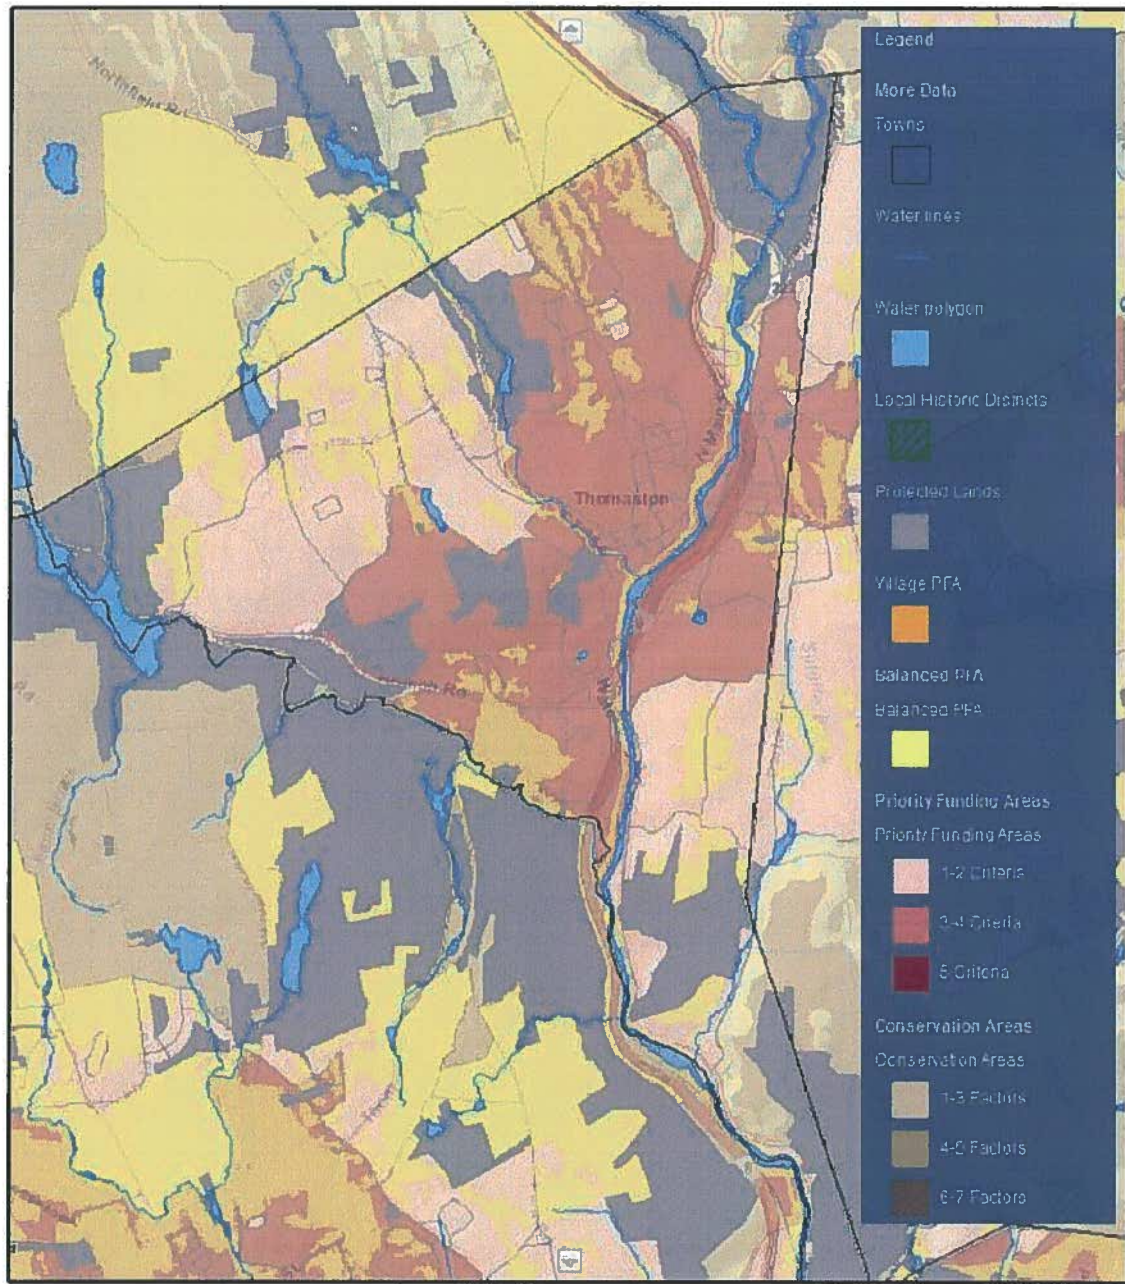 Legend
More Data
Towns
Water lines
Water polygon
Local Historic Districts
Protected Lands
Village PFA
Balanced PFA
Balanced PFA
Priority Funding Areas
Priority Funding Areas
1-2 Criteria
3-4 Criteria
5 Criteria
Conservation Areas
Conservation Areas
1-3 Factors
4-5 Factors
6-7 Factors
Thomaston
Rd
N Main